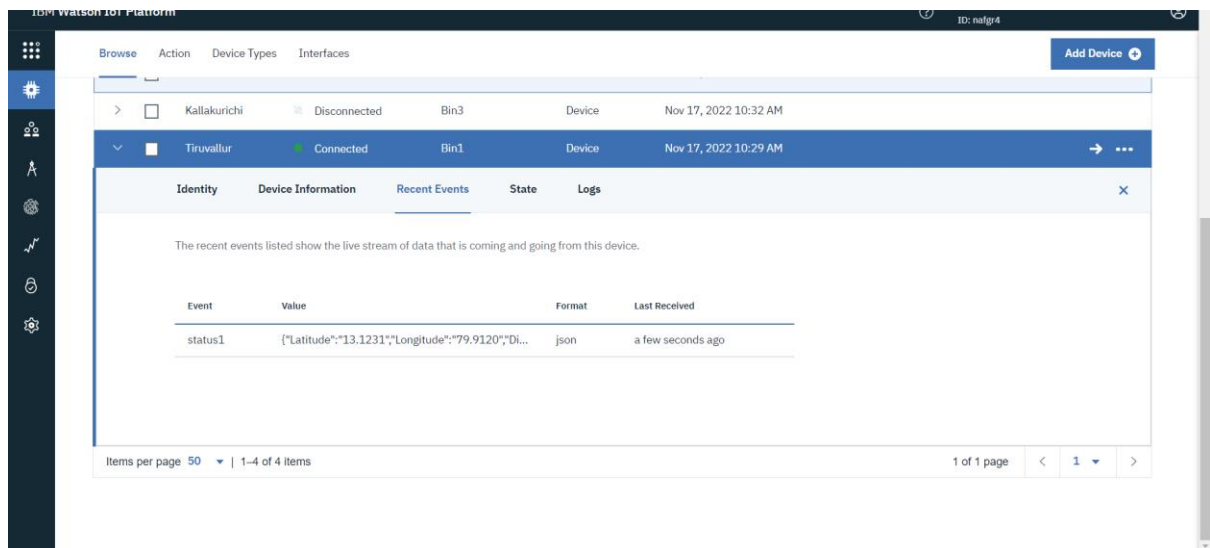 IBM Watson IoT Platform
ID: nafgr4
Browse Action Device Types Interfaces
Add Device
Kallakurichi Disconnected Bin3 Device Nov 17, 2022 10:32 AM
Tiruvallur Connected Bin1 Device Nov 17, 2022 10:29 AM
Identity Device Information Recent Events State Logs
The recent events listed show the live stream of data that is coming and going from this device.
Event Value Format Last Received
status1 {"Latitude":"13.1231","Longitude":"79.9120","Di... json a few seconds ago
Items per page 50 | 1–4 of 4 items 1 of 1 page 1